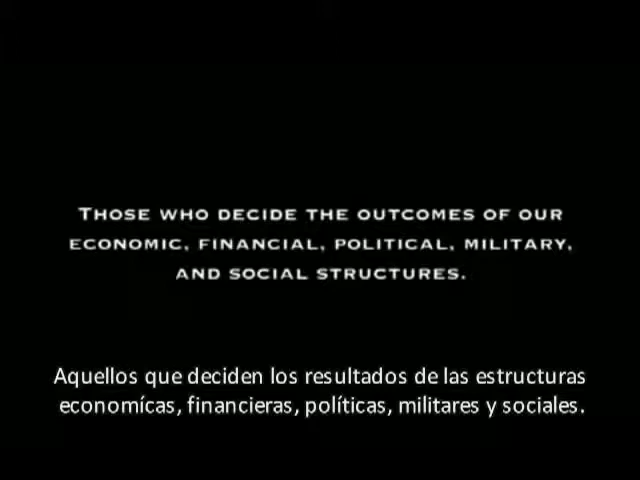 THOSE WHO DECIDE THE OUTCOMES OF OUR
ECONOMIC, FINANCIAL, POLITICAL, MILITARY,
AND SOCIAL STRUCTURES.
Aquellos que deciden los resultados de las estructuras
economícas, financieras, políticas, militares y sociales.